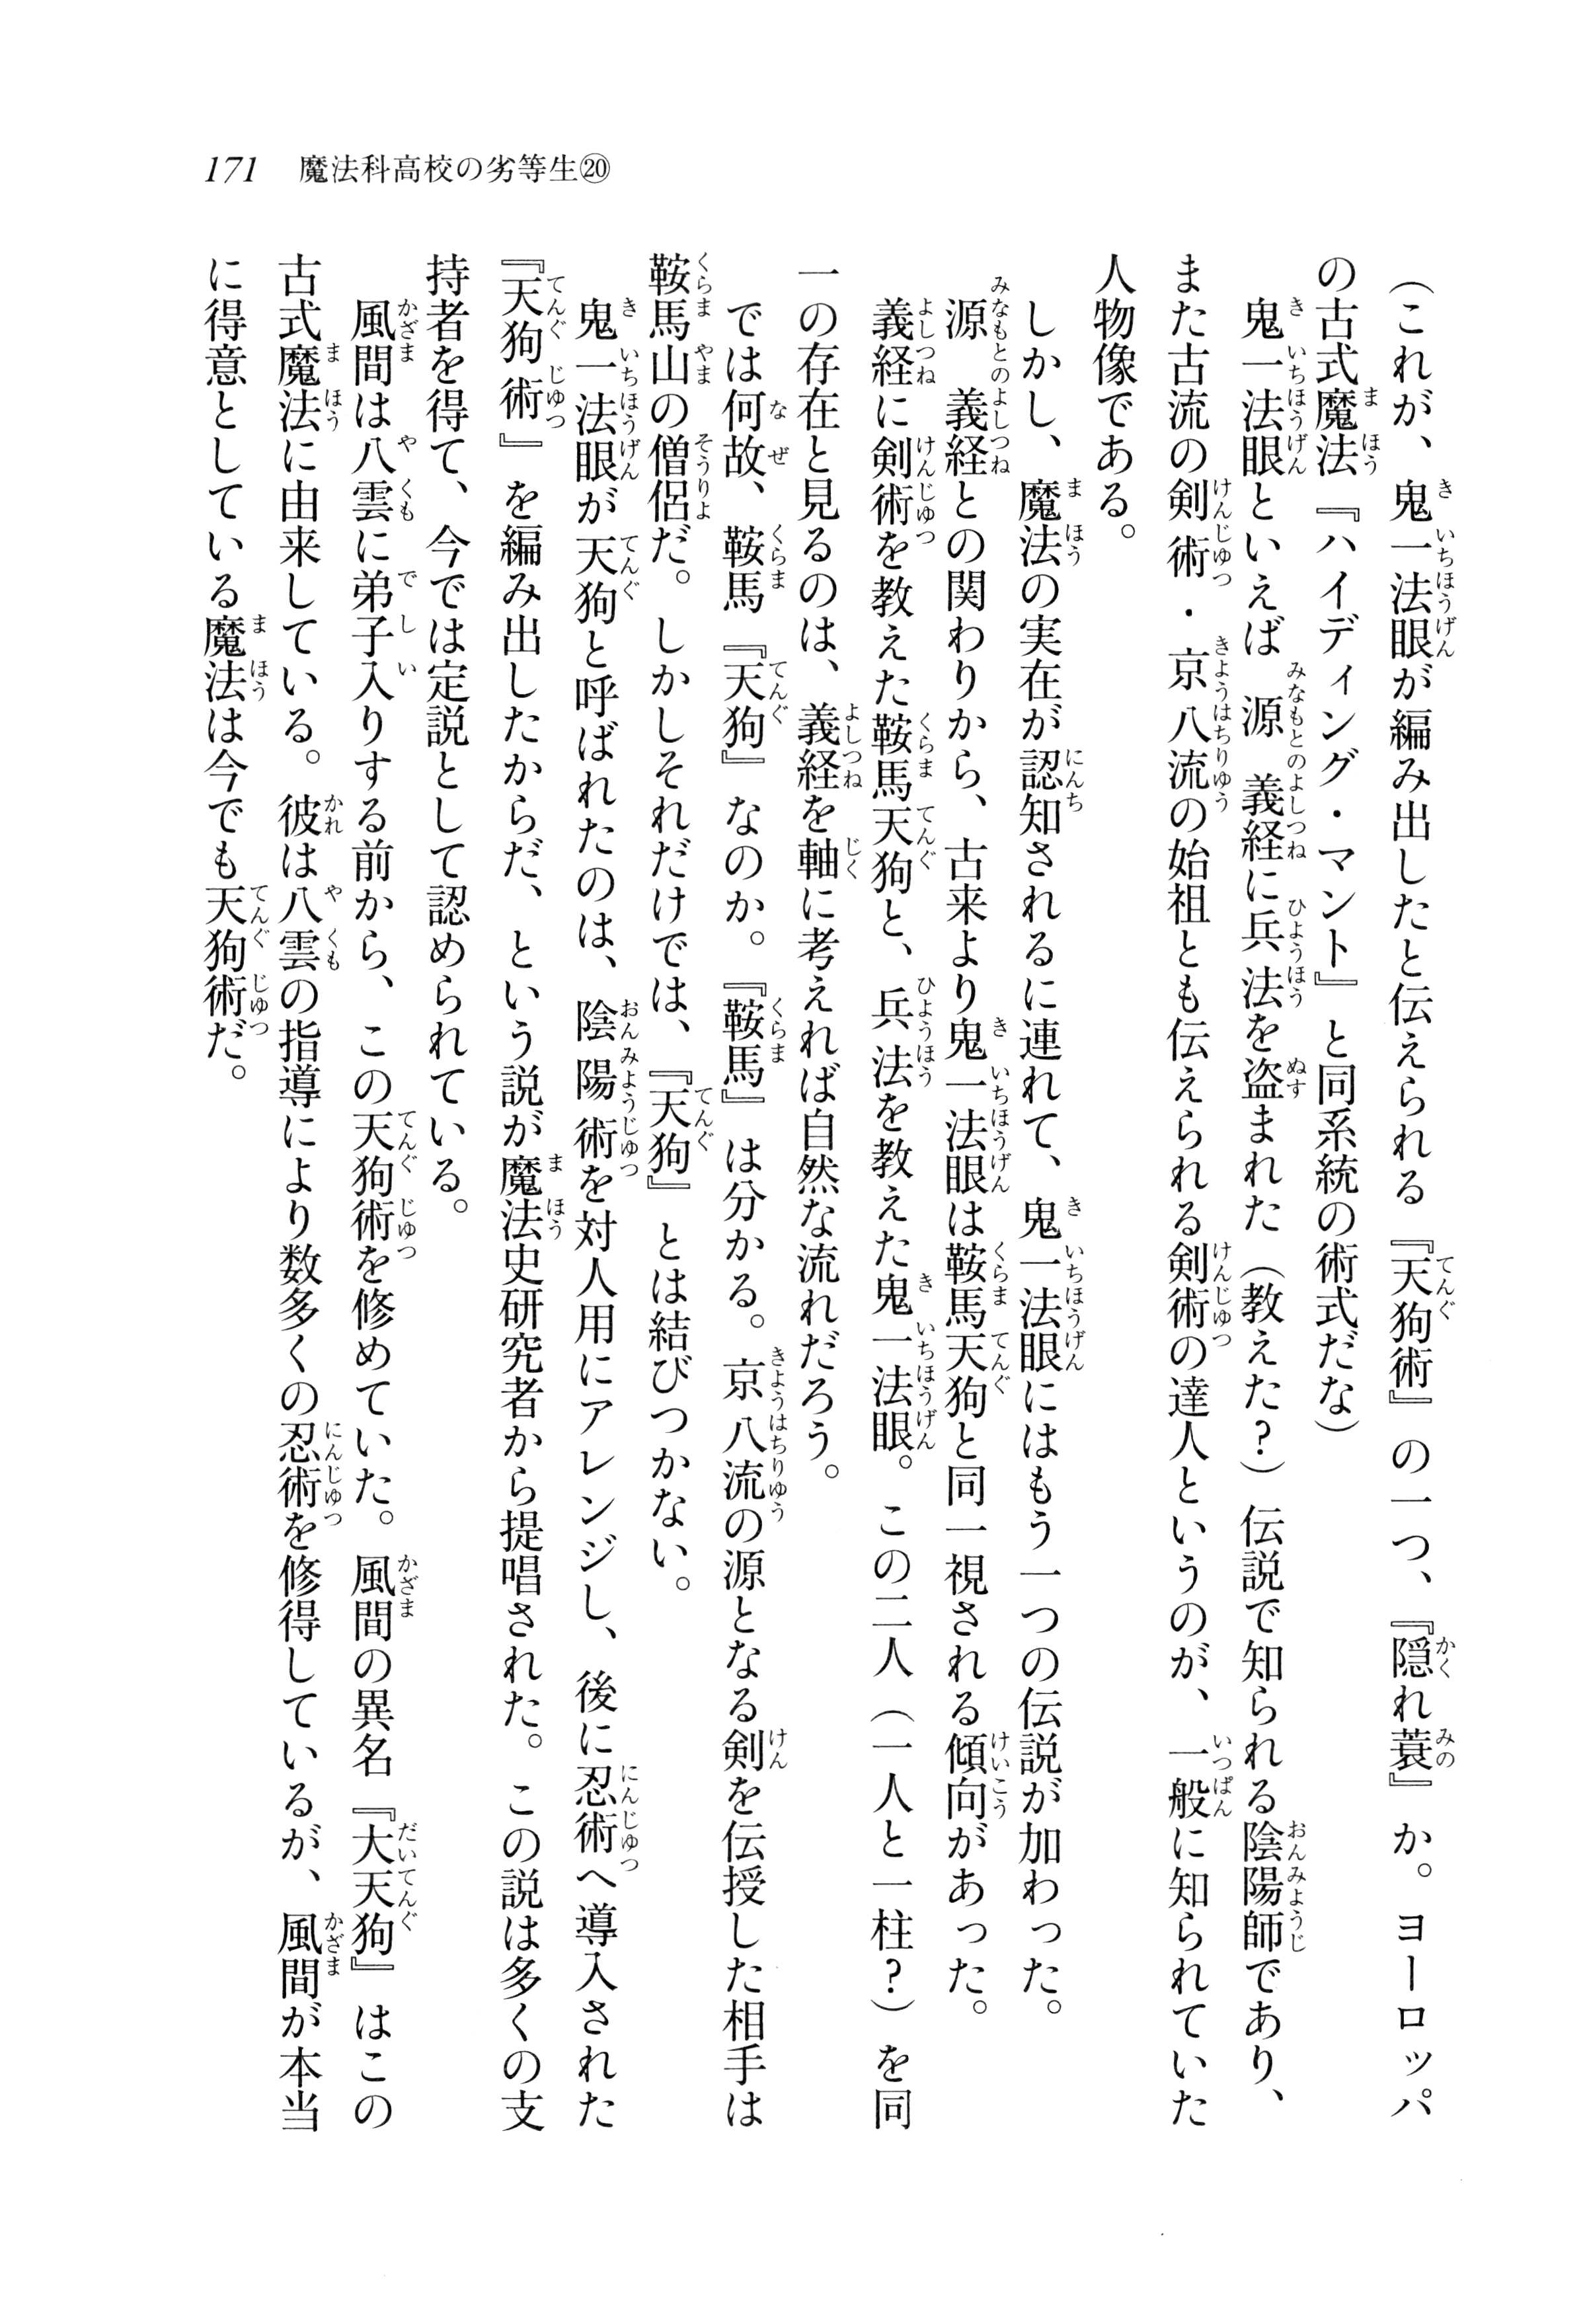 171　魔法科高校の劣等生⑳
（これが、鬼一法眼が編み出したと伝えられる『天狗術』の一つ、『隠れ蓑』か。ヨーロッパ
の古式魔法『ハイディング・マント』と同系統の術式だな）
　鬼一法眼といえば源義経に兵法を盗まれた（教えた？）伝説で知られる陰陽師であり、
また古流の剣術・京八流の始祖とも伝えられる剣術の達人というのが、一般に知られていた
人物像である。
　しかし、魔法の実在が認知されるに連れて、鬼一法眼にはもう一つの伝説が加わった。
　源義経との関わりから、古来より鬼一法眼は鞍馬天狗と同一視される傾向があった。
　義経に剣術を教えた鞍馬天狗と、兵法を教えた鬼一法眼。この二人（一人と一柱？）を同
一の存在と見るのは、義経を軸に考えれば自然な流れだろう。
　では何故、鞍馬『天狗』なのか。『鞍馬』は分かる。京八流の源となる剣を伝授した相手は
鞍馬山の僧侶だ。しかしそれだけでは、『天狗』とは結びつかない。
　鬼一法眼が天狗と呼ばれたのは、陰陽術を対人用にアレンジし、後に忍術へ導入された
『天狗術』を編み出したからだ、という説が魔法史研究者から提唱された。この説は多くの支
持者を得て、今では定説として認められている。
　風間は八雲に弟子入りする前から、この天狗術を修めていた。風間の異名『大天狗』はこの
古式魔法に由来している。彼は八雲の指導により数多くの忍術を修得しているが、風間が本当
に得意としている魔法は今でも天狗術だ。